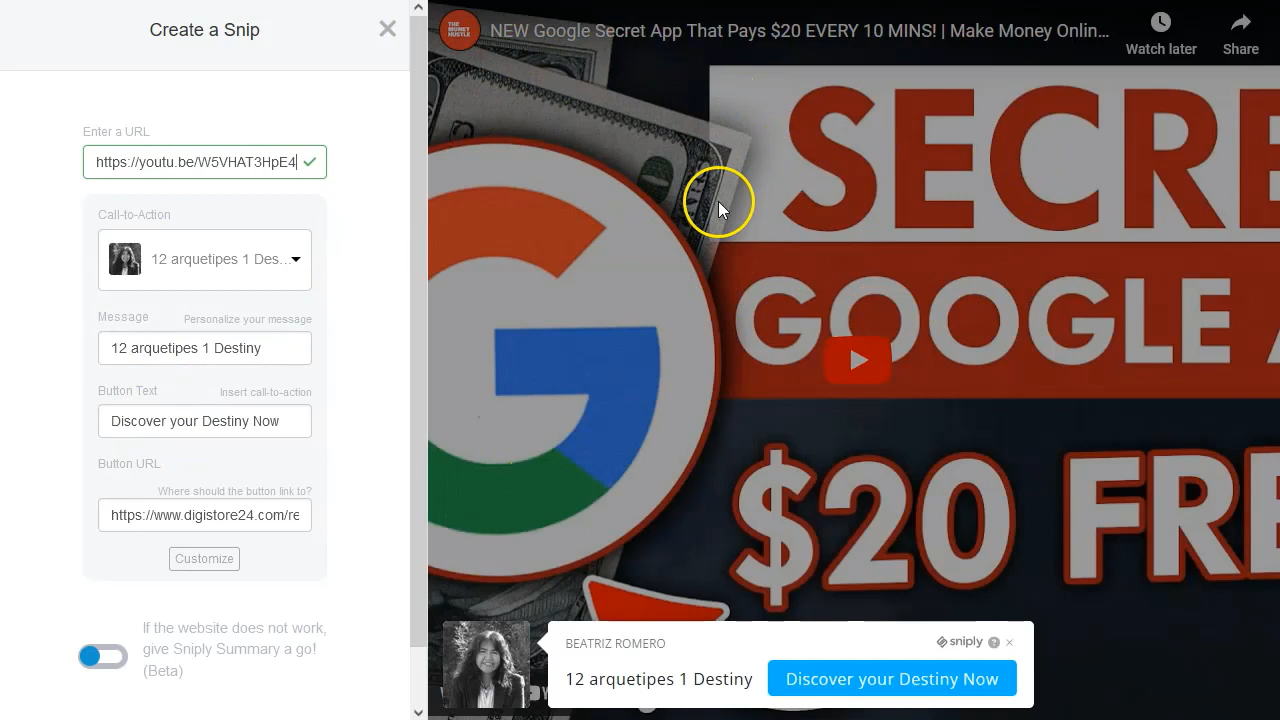 Create a Snip
Enter a URL
https://youtu.be/W5VHAT3HpE4
Call-to-Action
12 arquetipes 1 Des...
Message
Personalize your message
12 arquetipes 1 Destiny
Button Text
Insert call-to-action
Discover your Destiny Now
Button URL
Where should the button link to?
https://www.digistore24.com/re
Customize
If the website does not work,
give Sniply Summary a go!
(Beta)
THE
MONEY
HUSTLE
NEW Google Secret App That Pays $20 EVERY 10 MINS! | Make Money Onlin...
Watch later
Share
SECRE
GOOGLE A
$20 FRE
BEATRIZ ROMERO
sniply
12 arquetipes 1 Destiny
Discover your Destiny Now